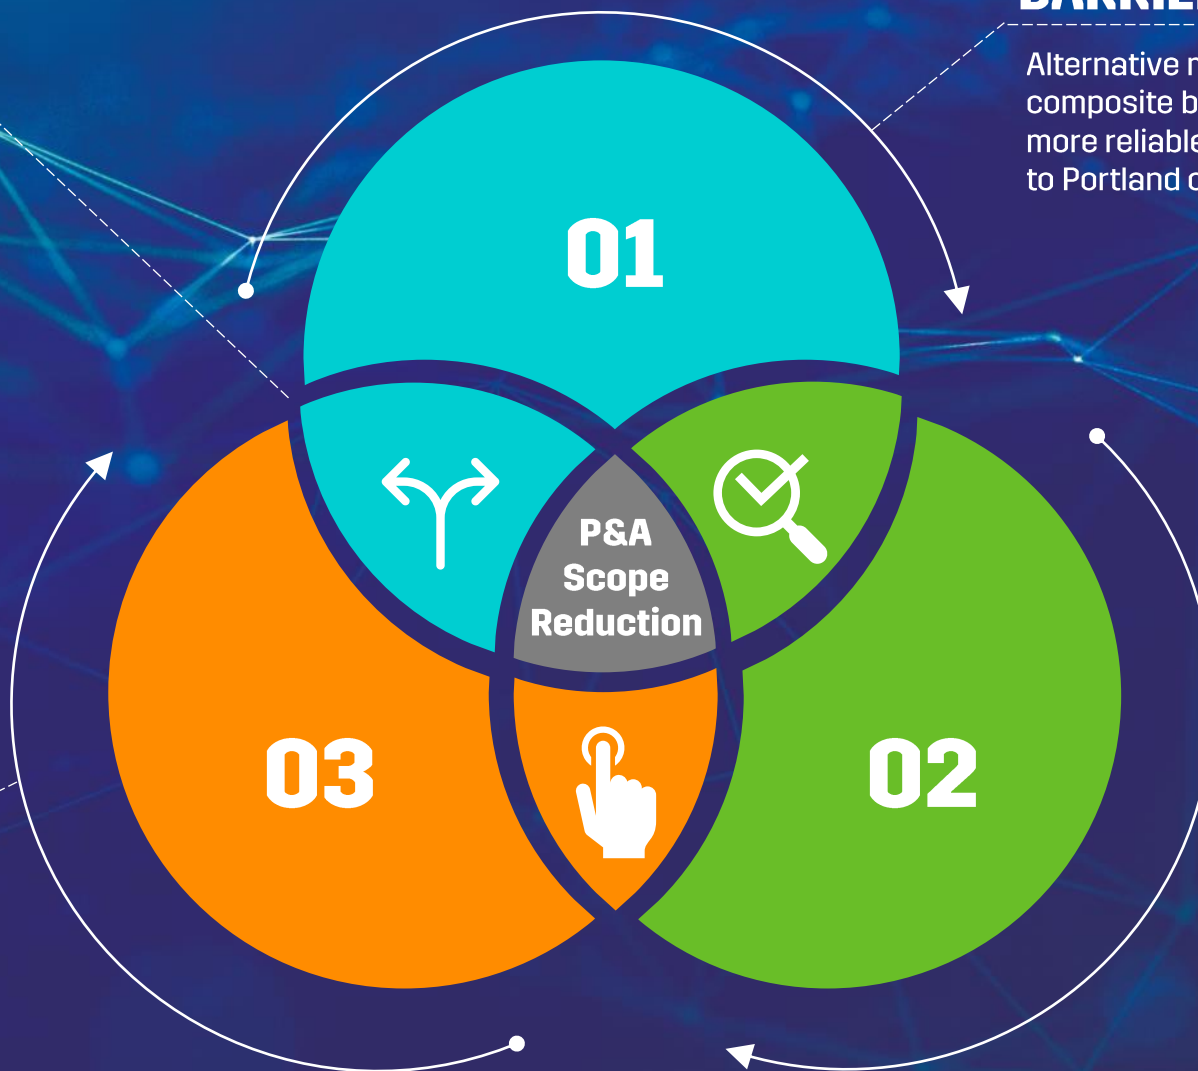 Alternative
composite
more reliable
to Portland
01
P&A
Scope
Reduction
03
02